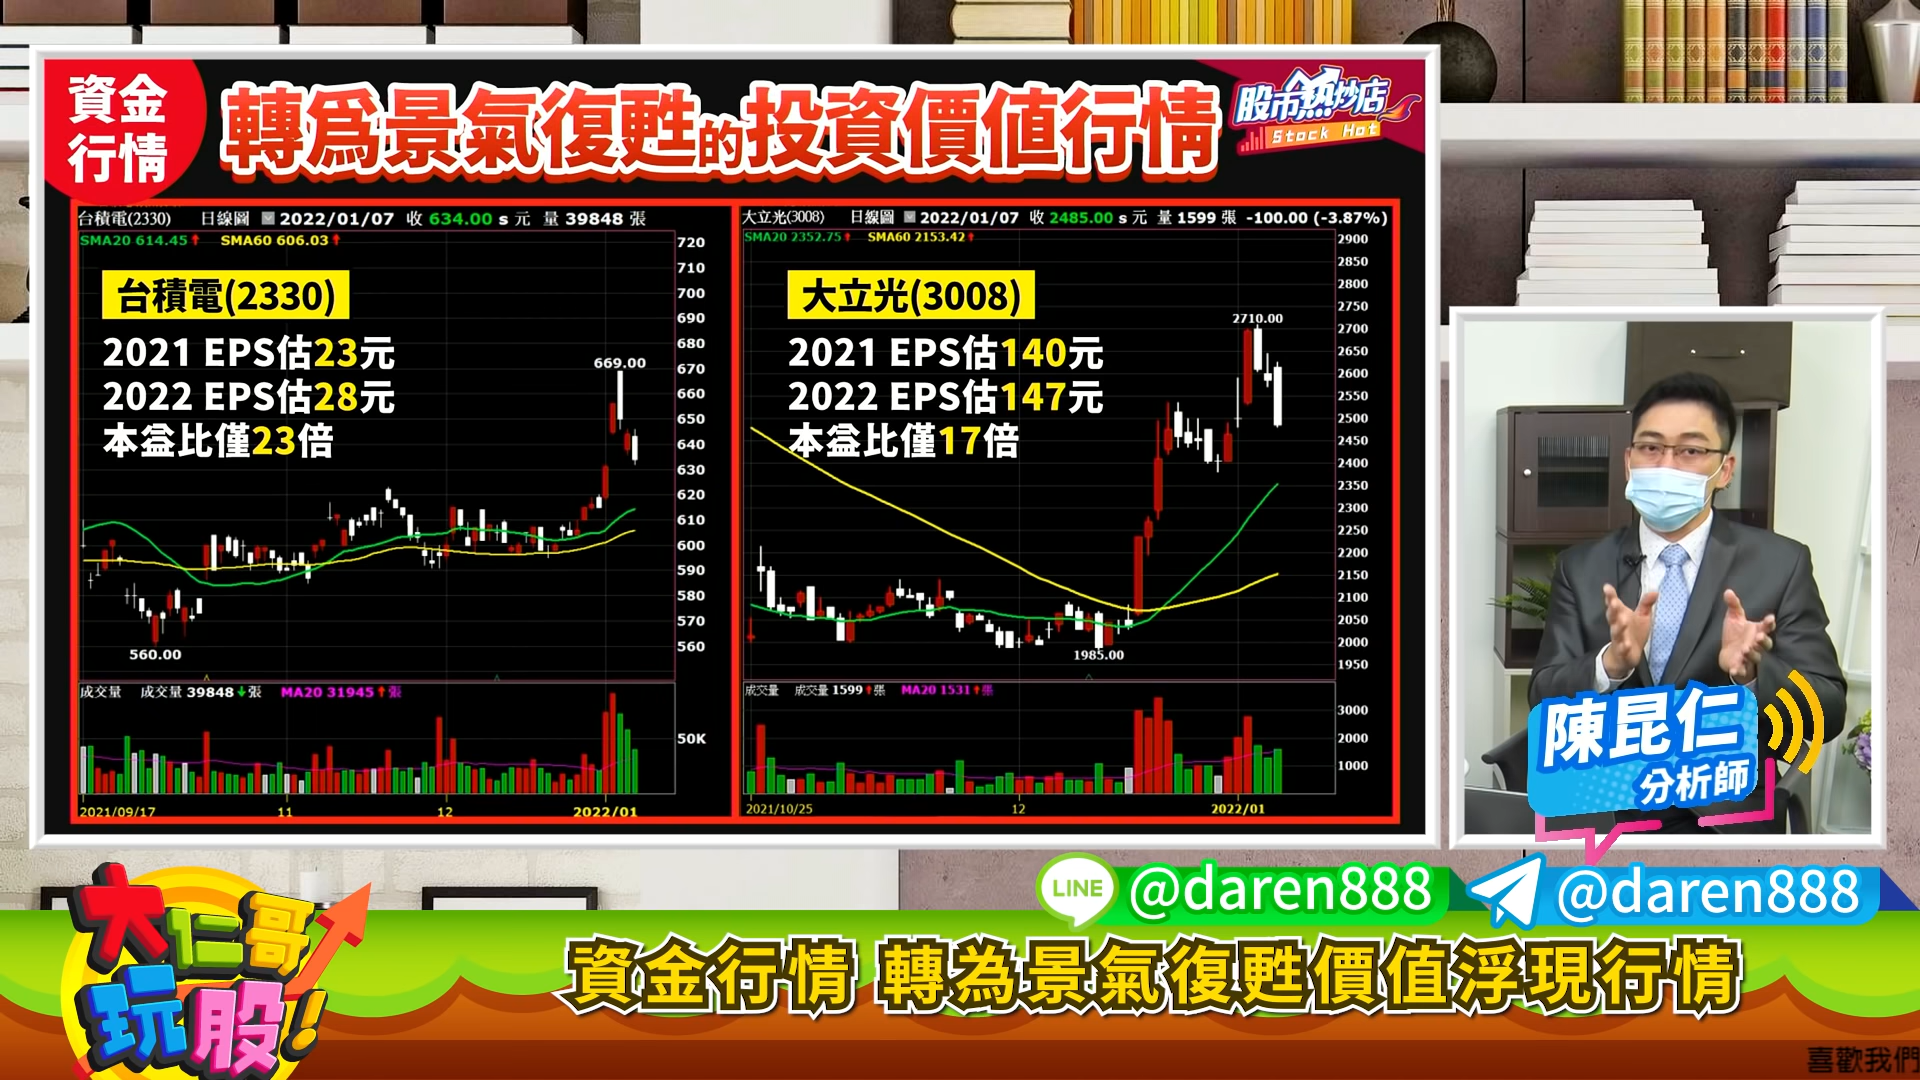 資金
行情
轉為景氣復甦的投資價值行情
股市熱炒店
Stock Hot
台積電(2330) 日線圖 2022/01/07 收 634.00 s 元 量 39848 張
SMA20 614.45↑ SMA60 606.03↑
台積電(2330)
2021 EPS估23元
2022 EPS估28元
本益比僅23倍
669.00
560.00
720
710
700
690
680
670
660
650
640
630
620
610
600
590
580
570
560
成交量 成交量 39848↓張 MA20 31945↑張
50K
2021/09/17 11 12 2022/01
大立光(3008) 日線圖 2022/01/07 收 2485.00 s 元 量 1599 張 -100.00 (-3.87%)
SMA20 2352.75↑ SMA60 2153.42↑
大立光(3008)
2021 EPS估140元
2022 EPS估147元
本益比僅17倍
2710.00
1985.00
2900
2850
2800
2750
2700
2650
2600
2550
2500
2450
2400
2350
2300
2250
2200
2150
2100
2050
2000
1950
成交量 成交量 1599↑張 MA20 1531↑張
3000
2000
1000
2021/10/25 12 2022/01
陳昆仁
分析師
LINE @daren888
@daren888
大仁哥
玩股!
資金行情 轉為景氣復甦價值浮現行情
喜歡我們